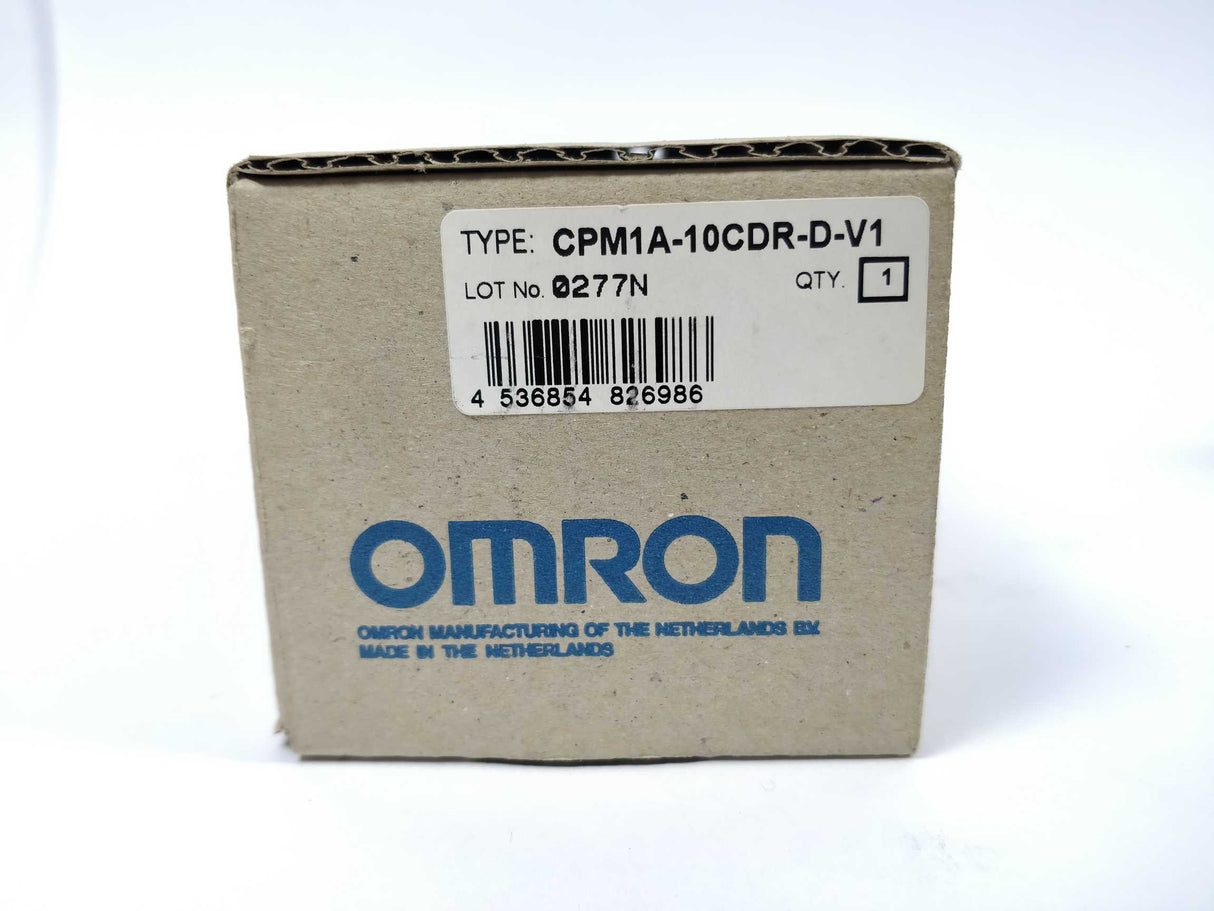 TYPE: CPM1A-10CDR-D-V1
LOT No. 0277N QTY. 1
4 536854 826986
OMRON
OMRON MANUFACTURING OF THE NETHERLANDS B.V.
MADE IN THE NETHERLANDS